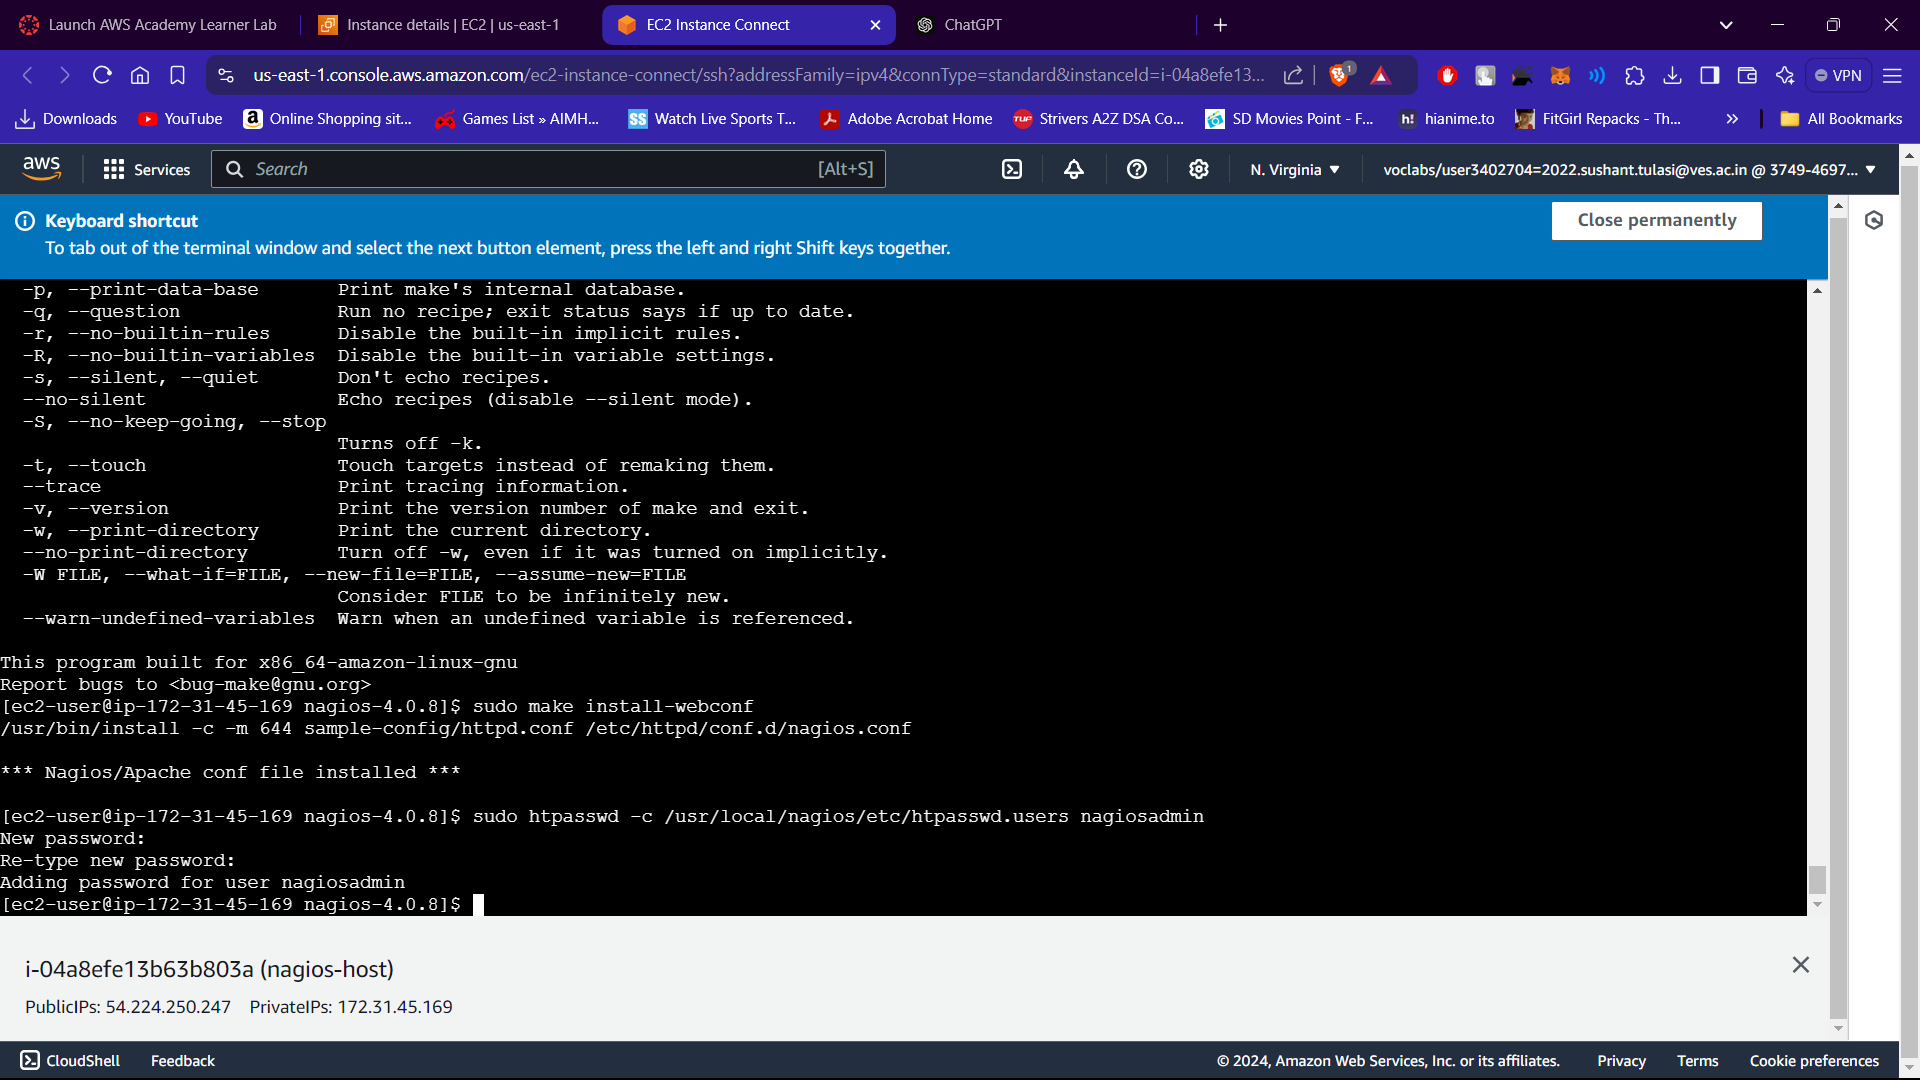 Launch AWS Academy Learner Lab
Instance details | EC2 | us-east-1
EC2 Instance Connect
ChatGPT
us-east-1.console.aws.amazon.com/ec2-instance-connect/ssh?addressFamily=ipv4&connType=standard&instanceId=i-04a8efe13...
1
VPN
Downloads
YouTube
Online Shopping sit...
Games List » AIMH...
SS Watch Live Sports T...
Adobe Acrobat Home
TUF Strivers A2Z DSA Co...
SD Movies Point - F...
h! hianime.to
FitGirl Repacks - Th...
»
All Bookmarks
aws
Services
Search
[Alt+S]
N. Virginia
voclabs/user3402704=2022.sushant.tulasi@ves.ac.in @ 3749-4697...
Keyboard shortcut
To tab out of the terminal window and select the next button element, press the left and right Shift keys together.
Close permanently
-p, --print-data-base       Print make's internal database.
-q, --question              Run no recipe; exit status says if up to date.
-r, --no-builtin-rules      Disable the built-in implicit rules.
-R, --no-builtin-variables  Disable the built-in variable settings.
-s, --silent, --quiet       Don't echo recipes.
--no-silent                 Echo recipes (disable --silent mode).
-S, --no-keep-going, --stop
Turns off -k.
-t, --touch                 Touch targets instead of remaking them.
--trace                     Print tracing information.
-v, --version               Print the version number of make and exit.
-w, --print-directory       Print the current directory.
--no-print-directory        Turn off -w, even if it was turned on implicitly.
-W FILE, --what-if=FILE, --new-file=FILE, --assume-new=FILE
Consider FILE to be infinitely new.
--warn-undefined-variables  Warn when an undefined variable is referenced.
This program built for x86_64-amazon-linux-gnu
Report bugs to <bug-make@gnu.org>
[ec2-user@ip-172-31-45-169 nagios-4.0.8]$ sudo make install-webconf
/usr/bin/install -c -m 644 sample-config/httpd.conf /etc/httpd/conf.d/nagios.conf
*** Nagios/Apache conf file installed ***
[ec2-user@ip-172-31-45-169 nagios-4.0.8]$ sudo htpasswd -c /usr/local/nagios/etc/htpasswd.users nagiosadmin
New password:
Re-type new password:
Adding password for user nagiosadmin
[ec2-user@ip-172-31-45-169 nagios-4.0.8]$
i-04a8efe13b63b803a (nagios-host)
PublicIPs: 54.224.250.247   PrivateIPs: 172.31.45.169
CloudShell
Feedback
© 2024, Amazon Web Services, Inc. or its affiliates.
Privacy
Terms
Cookie preferences